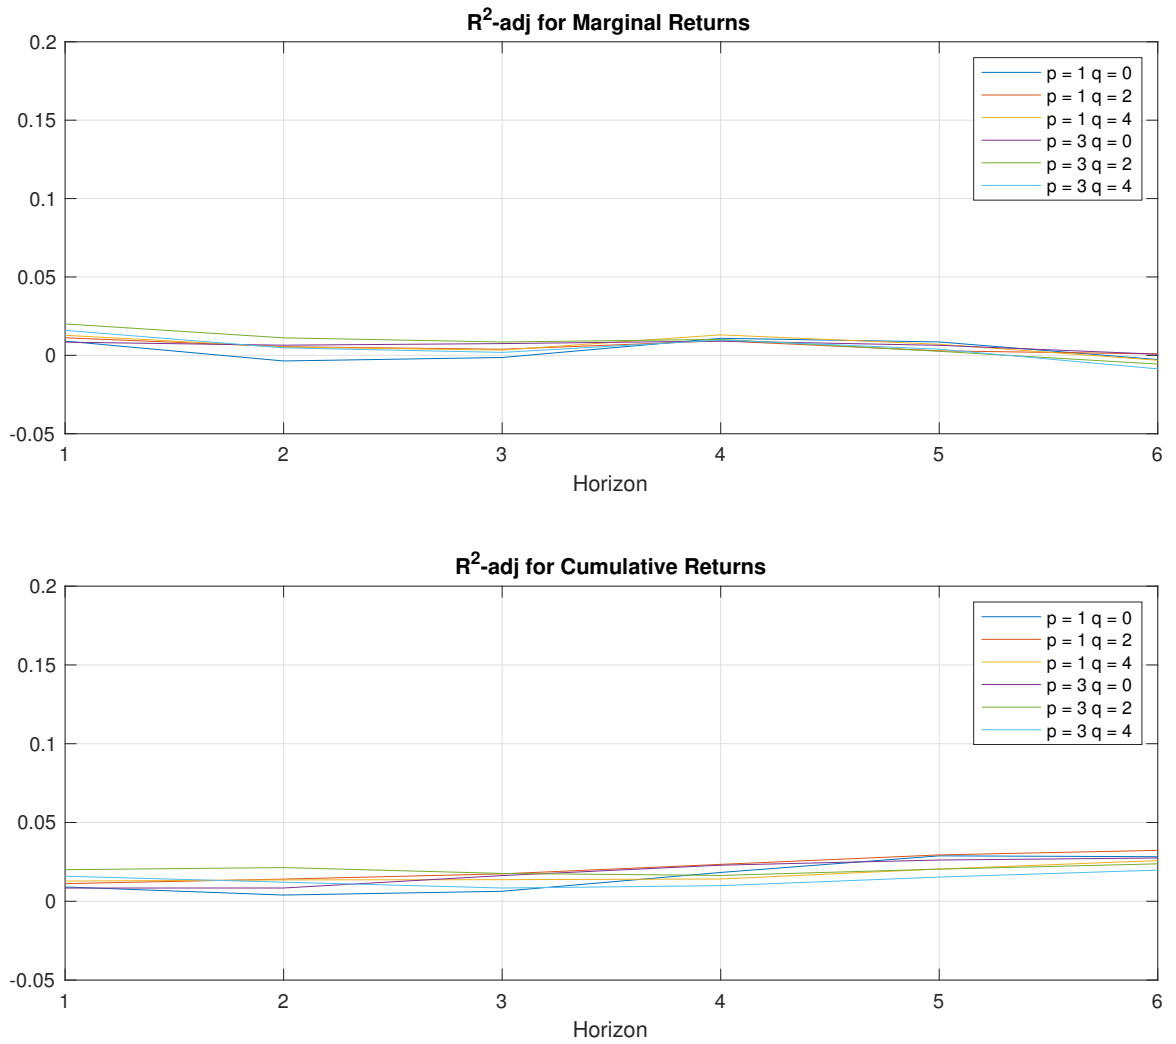 R²-adj for Marginal Returns
0.2
0.15
0.1
0.05
0
-0.05
p = 1 q = 0
p = 1 q = 2
p = 1 q = 4
p = 3 q = 0
p = 3 q = 2
p = 3 q = 4
1 2 3 4 5 6
Horizon
R²-adj for Cumulative Returns
0.2
0.15
0.1
0.05
0
-0.05
p = 1 q = 0
p = 1 q = 2
p = 1 q = 4
p = 3 q = 0
p = 3 q = 2
p = 3 q = 4
1 2 3 4 5 6
Horizon